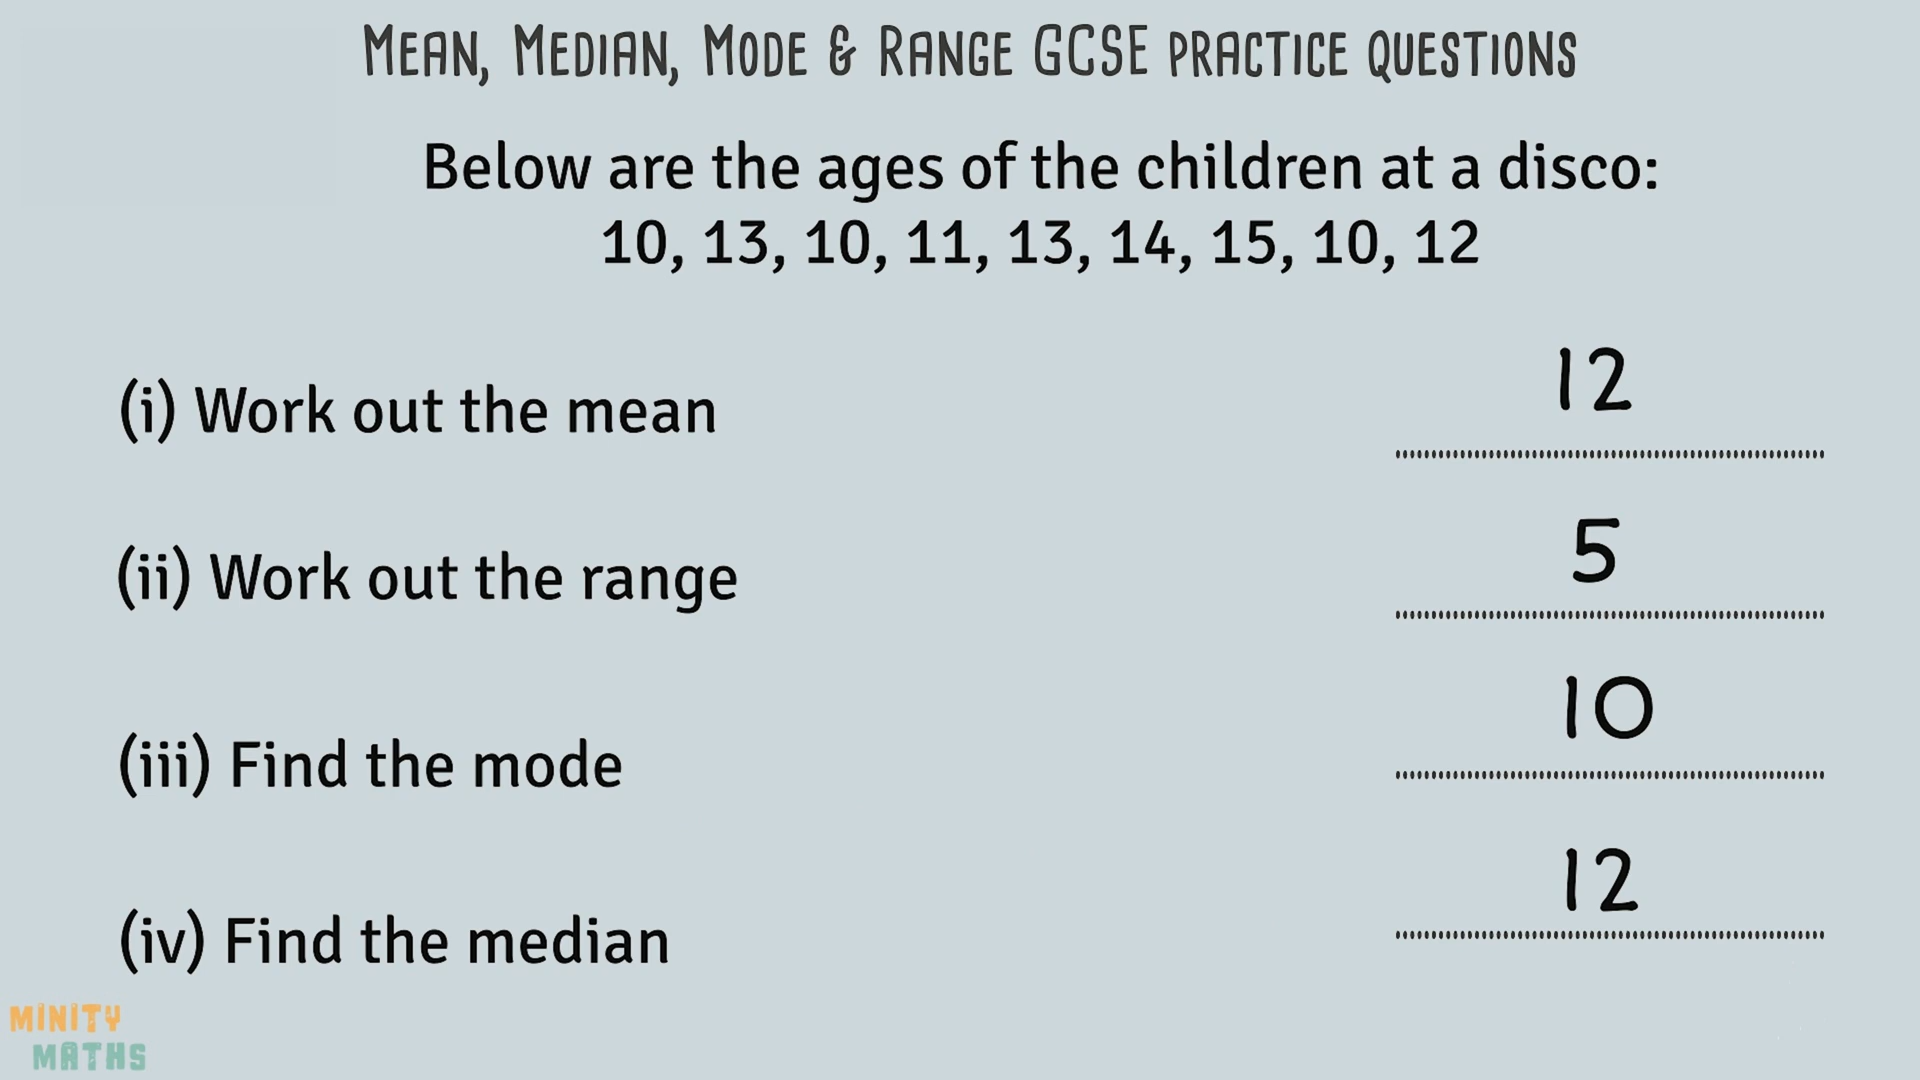 MEAN, MEDIAN, MODE & RANGE GCSE PRACTICE QUESTIONS
Below are the ages of the children at a disco:
10, 13, 10, 11, 13, 14, 15, 10, 12
(i) Work out the mean
12
(ii) Work out the range
5
(iii) Find the mode
10
(iv) Find the median
12
MINITY
MATHS